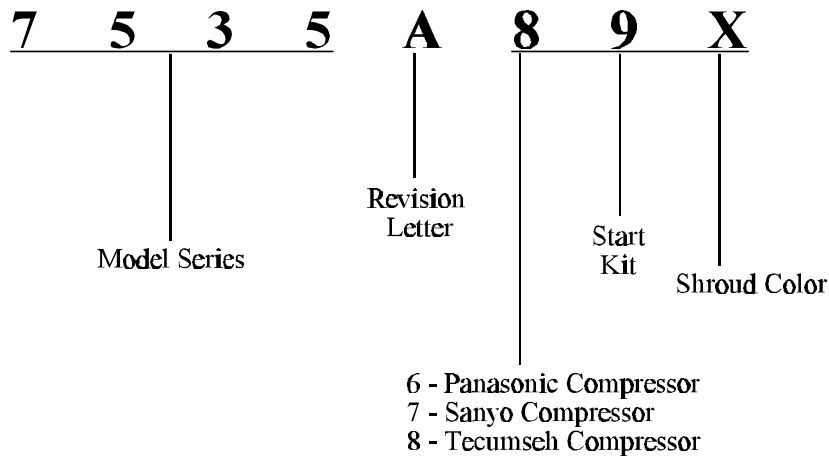 7 5 3 5 A 8 9 X
Revision
Letter
Start
Kit
Model Series
Shroud Color
6 - Panasonic Compressor
7 - Sanyo Compressor
8 - Tecumseh Compressor